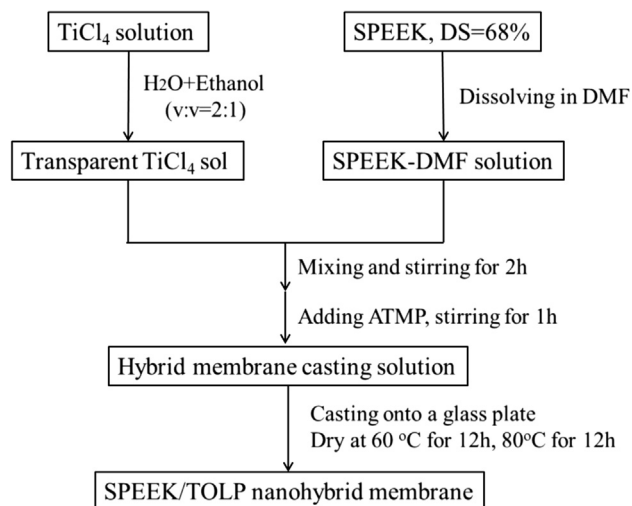 TiCl₄ solution
SPEEK, DS=68%
H₂O+Ethanol
(v:v=2:1)
Dissolving in DMF
Transparent TiCl₄ sol
SPEEK-DMF solution
Mixing and stirring for 2h
Adding ATMP, stirring for 1h
Hybrid membrane casting solution
Casting onto a glass plate
Dry at 60 °C for 12h, 80°C for 12h
SPEEK/TOLP nanohybrid membrane